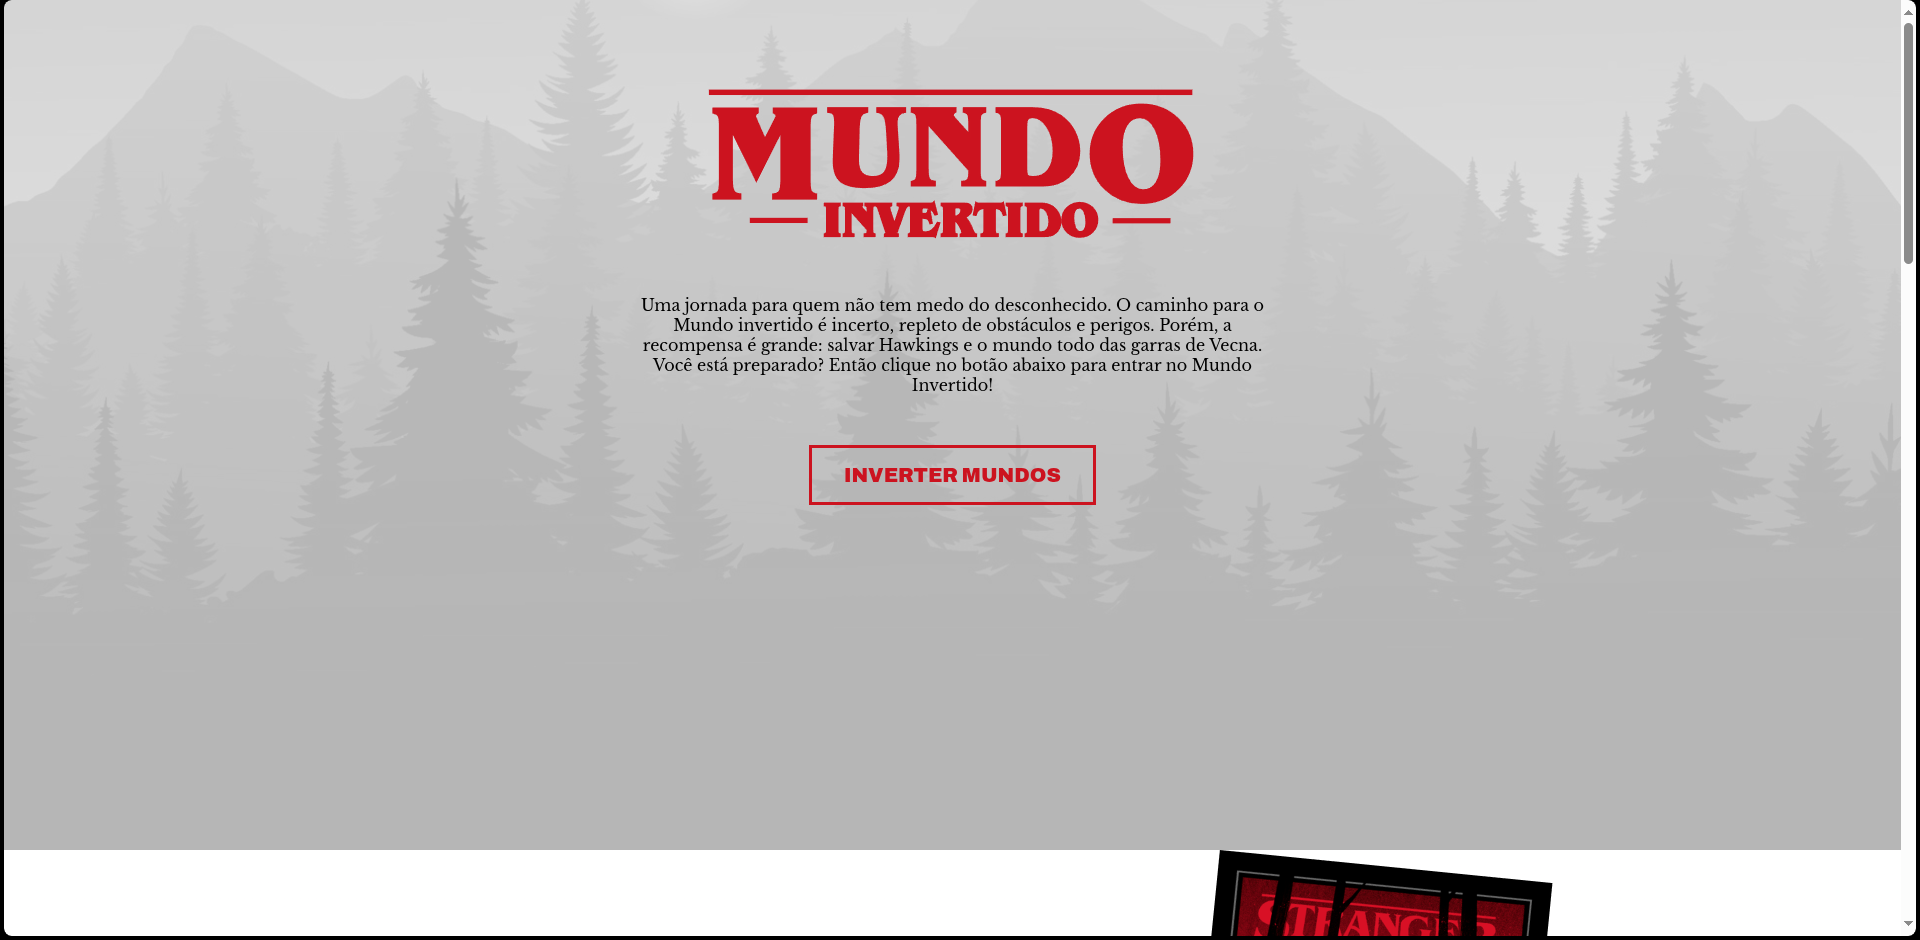 MUNDO
INVERTIDO
Uma jornada para quem não tem medo do desconhecido. O caminho para o
Mundo invertido é incerto, repleto de obstáculos e perigos. Porém, a
recompensa é grande: salvar Hawkings e o mundo todo das garras de Vecna.
Você está preparado? Então clique no botão abaixo para entrar no Mundo
Invertido!
INVERTER MUNDOS
STRANGER